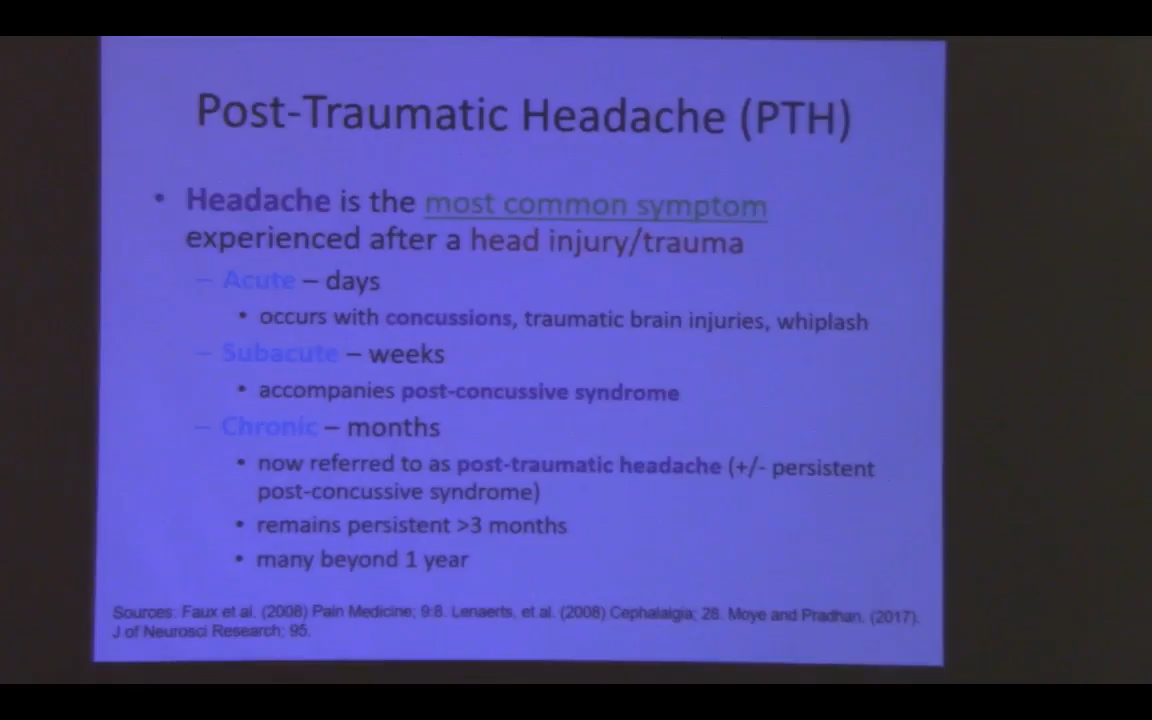 Post-Traumatic Headache (PTH)
• Headache is the most common symptom
experienced after a head injury/trauma
– Acute – days
• occurs with concussions, traumatic brain injuries, whiplash
– Subacute – weeks
• accompanies post-concussive syndrome
– Chronic – months
• now referred to as post-traumatic headache (+/- persistent
post-concussive syndrome)
• remains persistent >3 months
• many beyond 1 year
Sources: Faux et al. (2008) Pain Medicine; 9:8. Lenaerts, et al. (2008) Cephalalgia; 28. Moye and Pradhan. (2017).
J of Neurosci Research; 95.